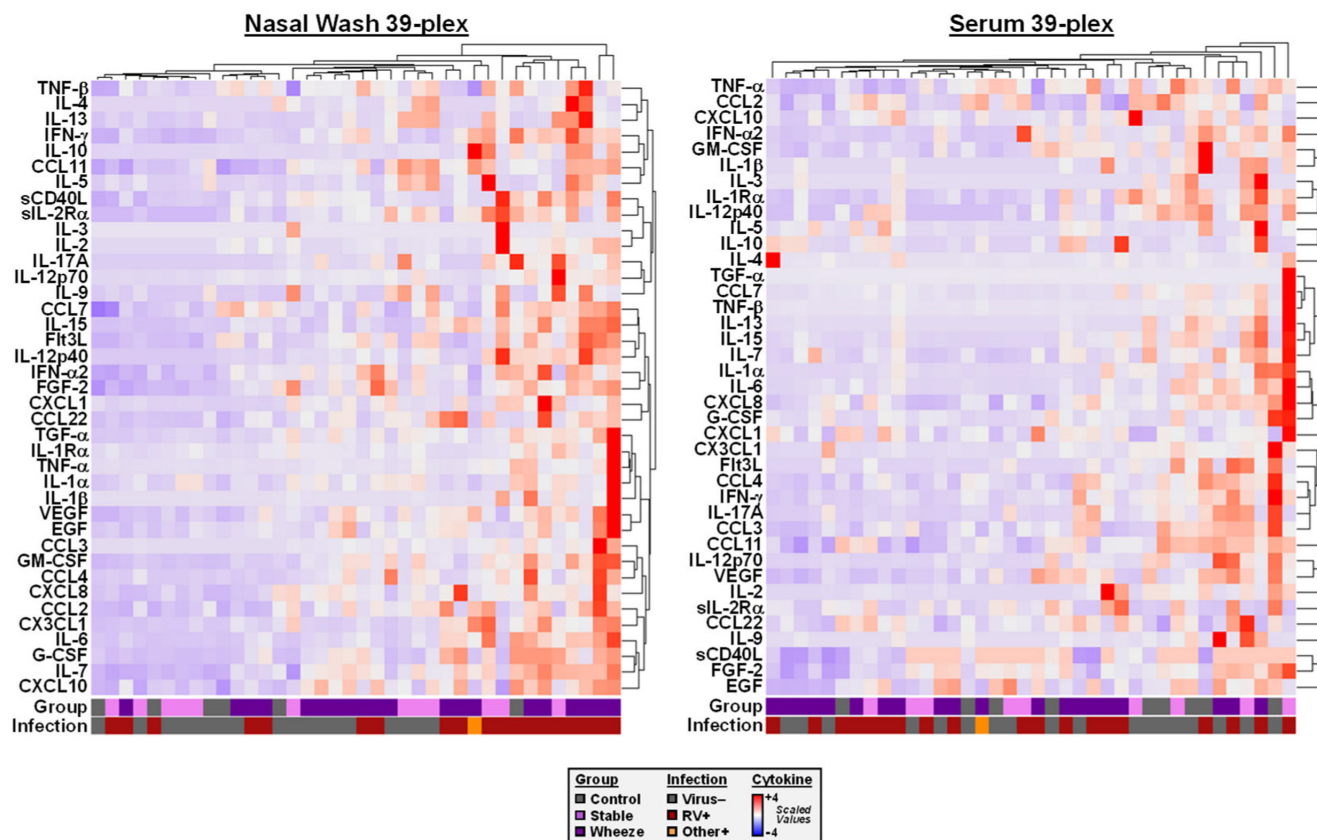 Nasal Wash 39-plex
TNF-β
IL-4
IL-13
IFN-γ
IL-10
CCL11
IL-5
sCD40L
sIL-2Rα
IL-3
IL-2
IL-17A
IL-12p70
IL-9
CCL7
IL-15
Flt3L
IL-12p40
IFN-α2
FGF-2
CXCL1
CCL22
TGF-α
IL-1Rα
TNF-α
IL-1α
IL-1β
VEGF
EGF
CCL3
GM-CSF
CCL4
CXCL8
CCL2
CX3CL1
IL-6
G-CSF
IL-7
CXCL10
Group
Infection
Serum 39-plex
TNF-α
CCL2
CXCL10
IFN-α2
GM-CSF
IL-1β
IL-3
IL-1Rα
IL-12p40
IL-5
IL-10
IL-4
TGF-α
CCL7
TNF-β
IL-13
IL-15
IL-7
IL-1α
IL-6
CXCL8
G-CSF
CXCL1
CX3CL1
Flt3L
CCL4
IFN-γ
IL-17A
CCL3
CCL11
IL-12p70
VEGF
IL-2
sIL-2Rα
CCL22
IL-9
sCD40L
FGF-2
EGF
Group
Infection
Group Infection Cytokine
Control Virus– +4
Stable RV+ Scaled Values
Wheeze Other+ -4